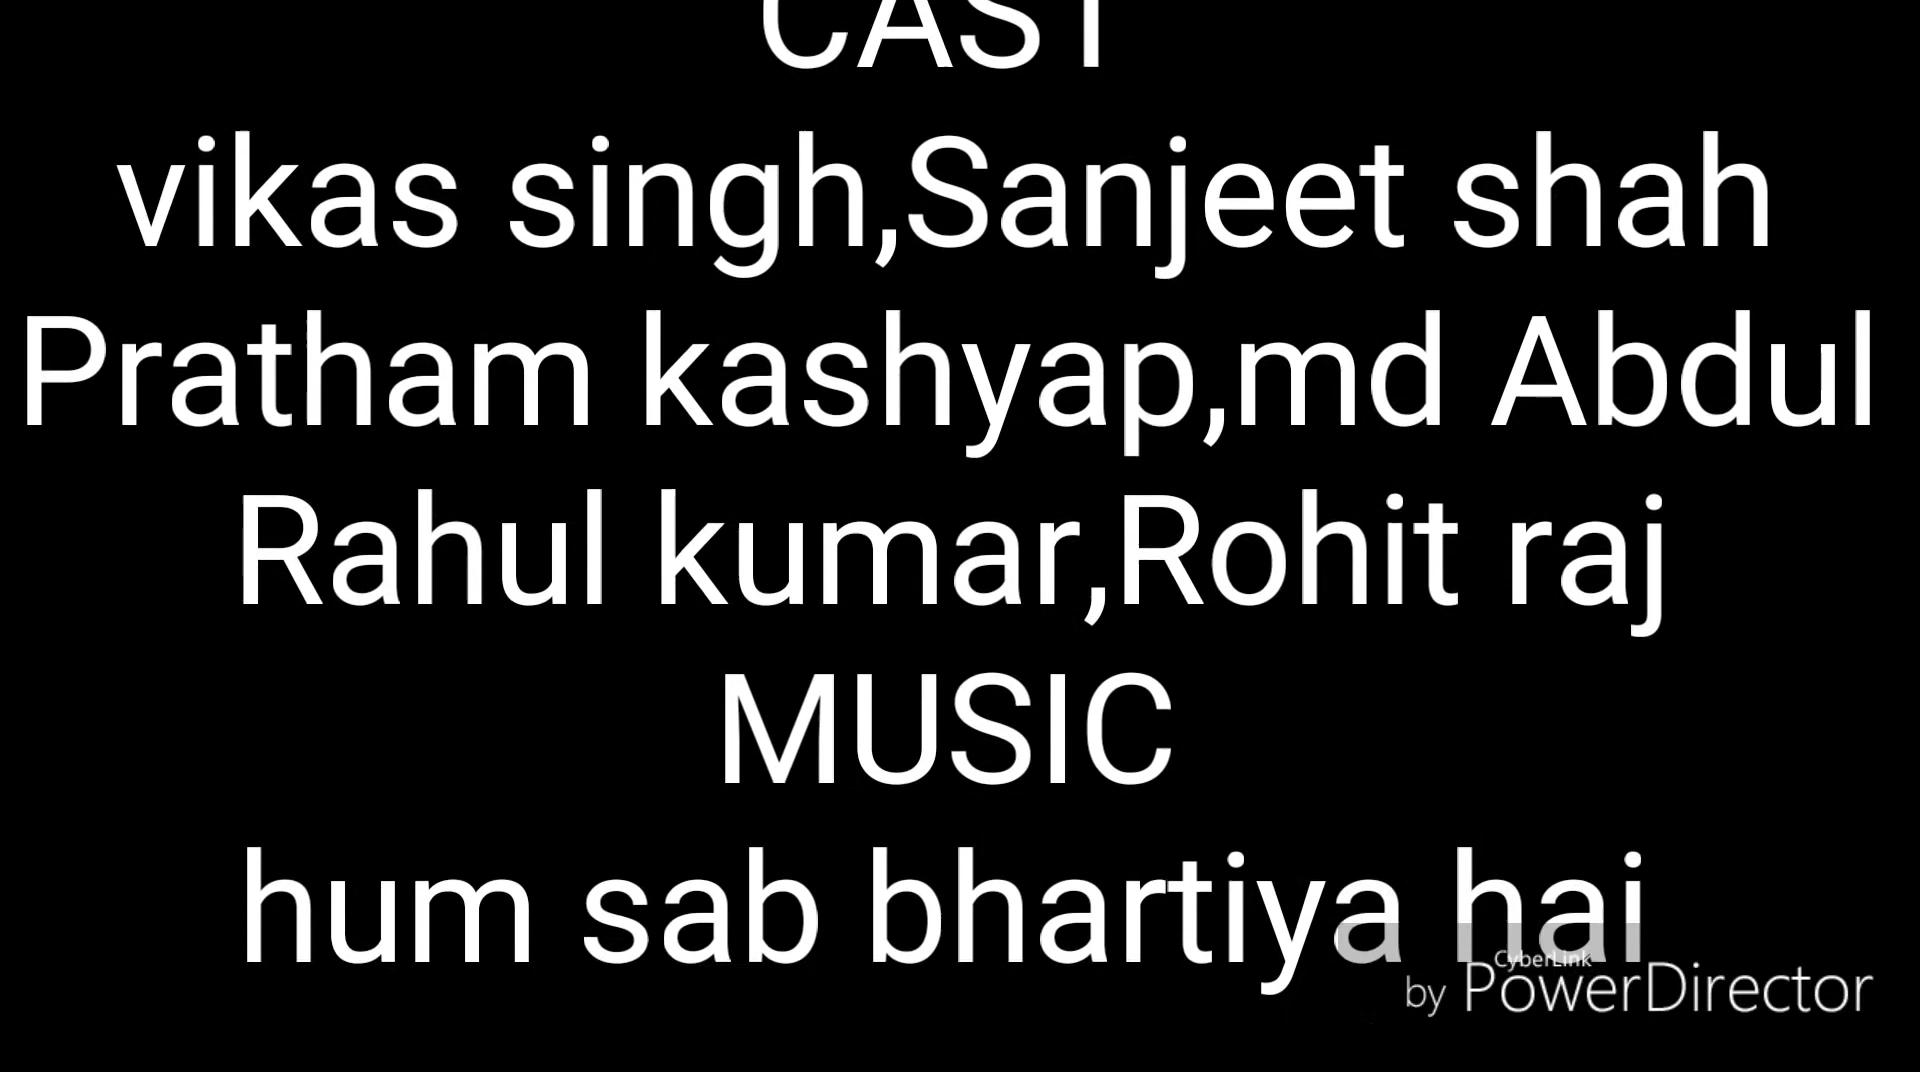 CAST
vikas singh,Sanjeet shah
Pratham kashyap,md Abdul
Rahul kumar,Rohit raj
MUSIC
hum sab bhartiya hai
CyberLink
by PowerDirector